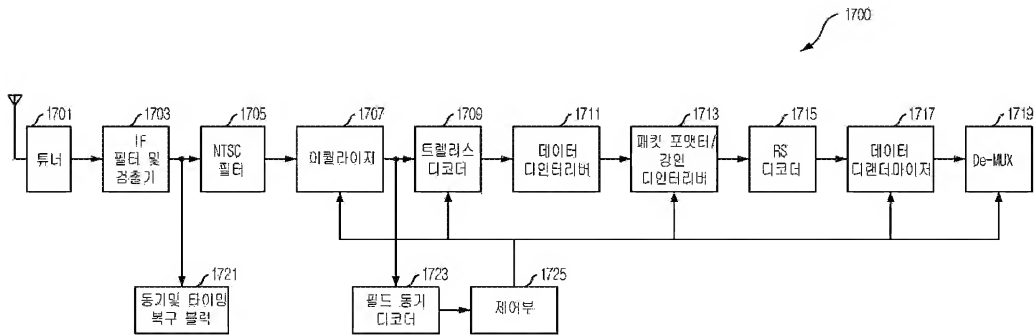 1700
1701
튜너
1703
IF
필터 및
검출기
1705
NTSC
필터
1707
이퀄라이저
1709
트렐리스
디코더
1711
데이터
디인터리버
1713
패킷 포맷터/
강인
디인터리버
1715
RS
디코더
1717
데이터
디랜더마이저
1719
De-MUX
1721
동기및 타이밍
복구 블럭
1723
필드 동기
디코더
1725
제어부